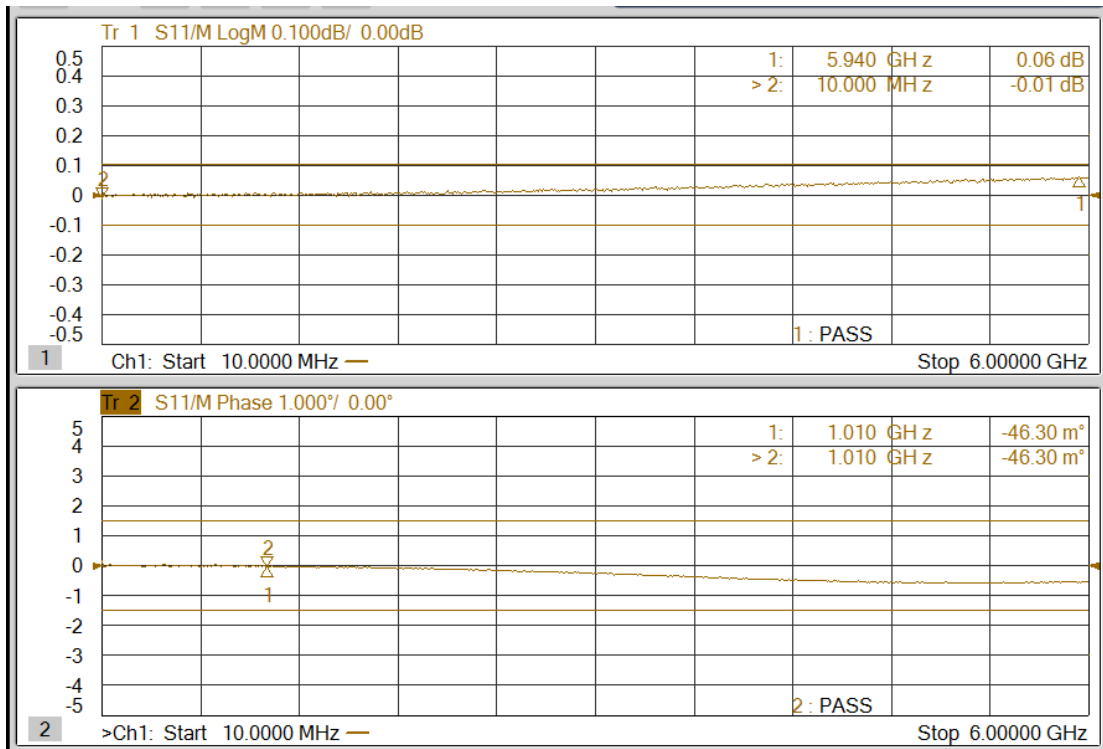 Tr 1 S11/M LogM 0.100dB/ 0.00dB
0.5
0.4
0.3
0.2
0.1
0
-0.1
-0.2
-0.3
-0.4
-0.5
1: 5.940 GHz 0.06 dB
> 2: 10.000 MHz -0.01 dB
2
1
1 : PASS
1 Ch1: Start 10.0000 MHz — Stop 6.00000 GHz
Tr 2 S11/M Phase 1.000°/ 0.00°
5
4
3
2
1
0
-1
-2
-3
-4
-5
1: 1.010 GHz -46.30 m°
> 2: 1.010 GHz -46.30 m°
2
1
2 : PASS
2 >Ch1: Start 10.0000 MHz — Stop 6.00000 GHz